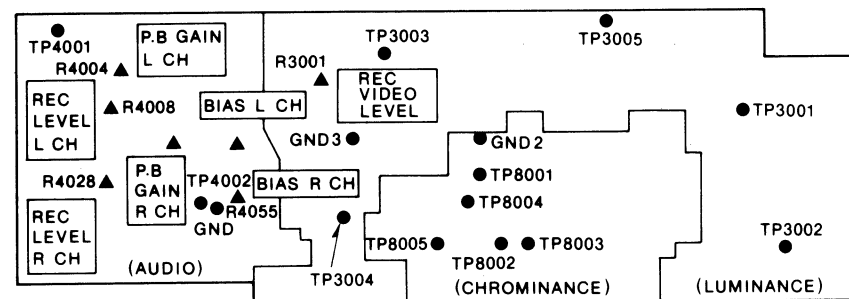 TP4001
P.B GAIN
L CH
R4004
R3001
TP3003
TP3005
REC
LEVEL
L CH
R4008
BIAS L CH
REC
VIDEO
LEVEL
TP3001
GND3
GND2
R4028
P.B
GAIN
R CH
TP4002
BIAS R CH
TP8001
TP8004
REC
LEVEL
R CH
GND
R4055
TP3004
TP8005
TP8002
TP8003
TP3002
(AUDIO)
(CHROMINANCE)
(LUMINANCE)